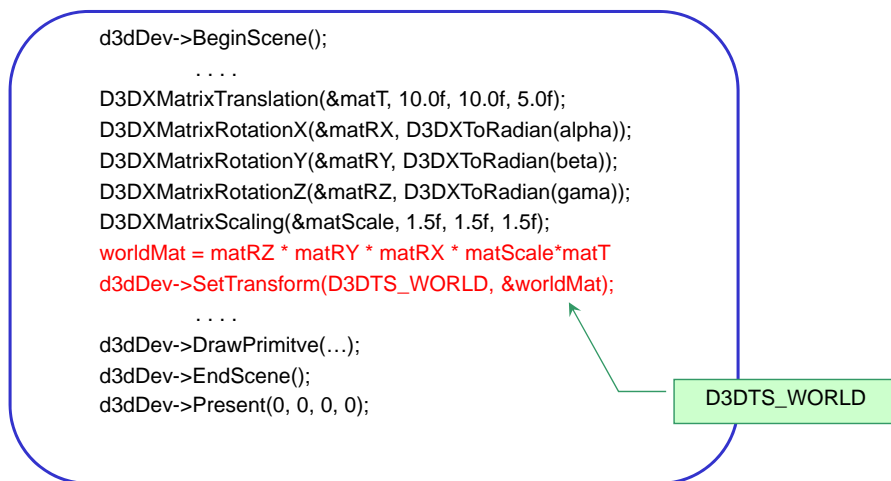 d3dDev->BeginScene();
. . . .
D3DXMatrixTranslation(&matT, 10.0f, 10.0f, 5.0f);
D3DXMatrixRotationX(&matRX, D3DXToRadian(alpha));
D3DXMatrixRotationY(&matRY, D3DXToRadian(beta));
D3DXMatrixRotationZ(&matRZ, D3DXToRadian(gama));
D3DXMatrixScaling(&matScale, 1.5f, 1.5f, 1.5f);
worldMat = matRZ * matRY * matRX * matScale*matT
d3dDev->SetTransform(D3DTS_WORLD, &worldMat);
. . . .
d3dDev->DrawPrimitve(…);
d3dDev->EndScene();
d3dDev->Present(0, 0, 0, 0);
D3DTS_WORLD